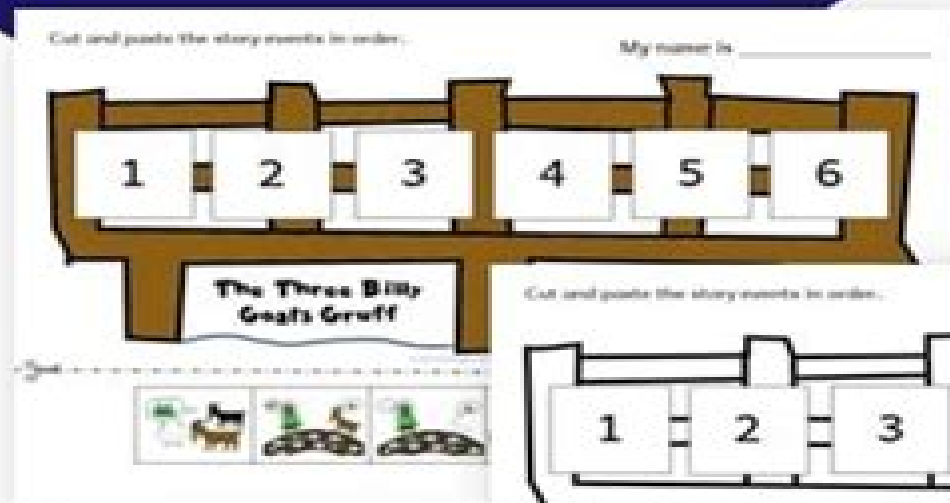 Cut and paste the story events in order.
My name is
1 2 3 4 5 6
The Three Billy
Goats Gruff
Cut and paste the story events in order.
1 2 3